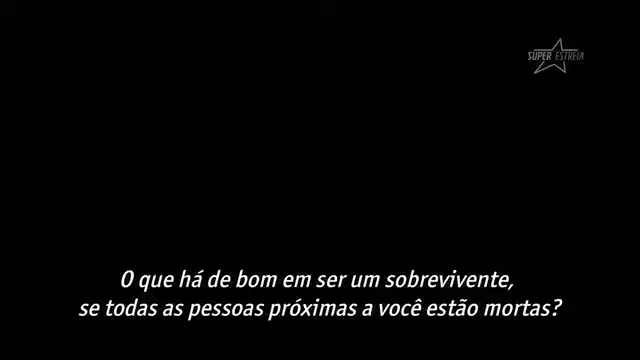 SUPER ESTREIA
O que há de bom em ser um sobrevivente,
se todas as pessoas próximas a você estão mortas?